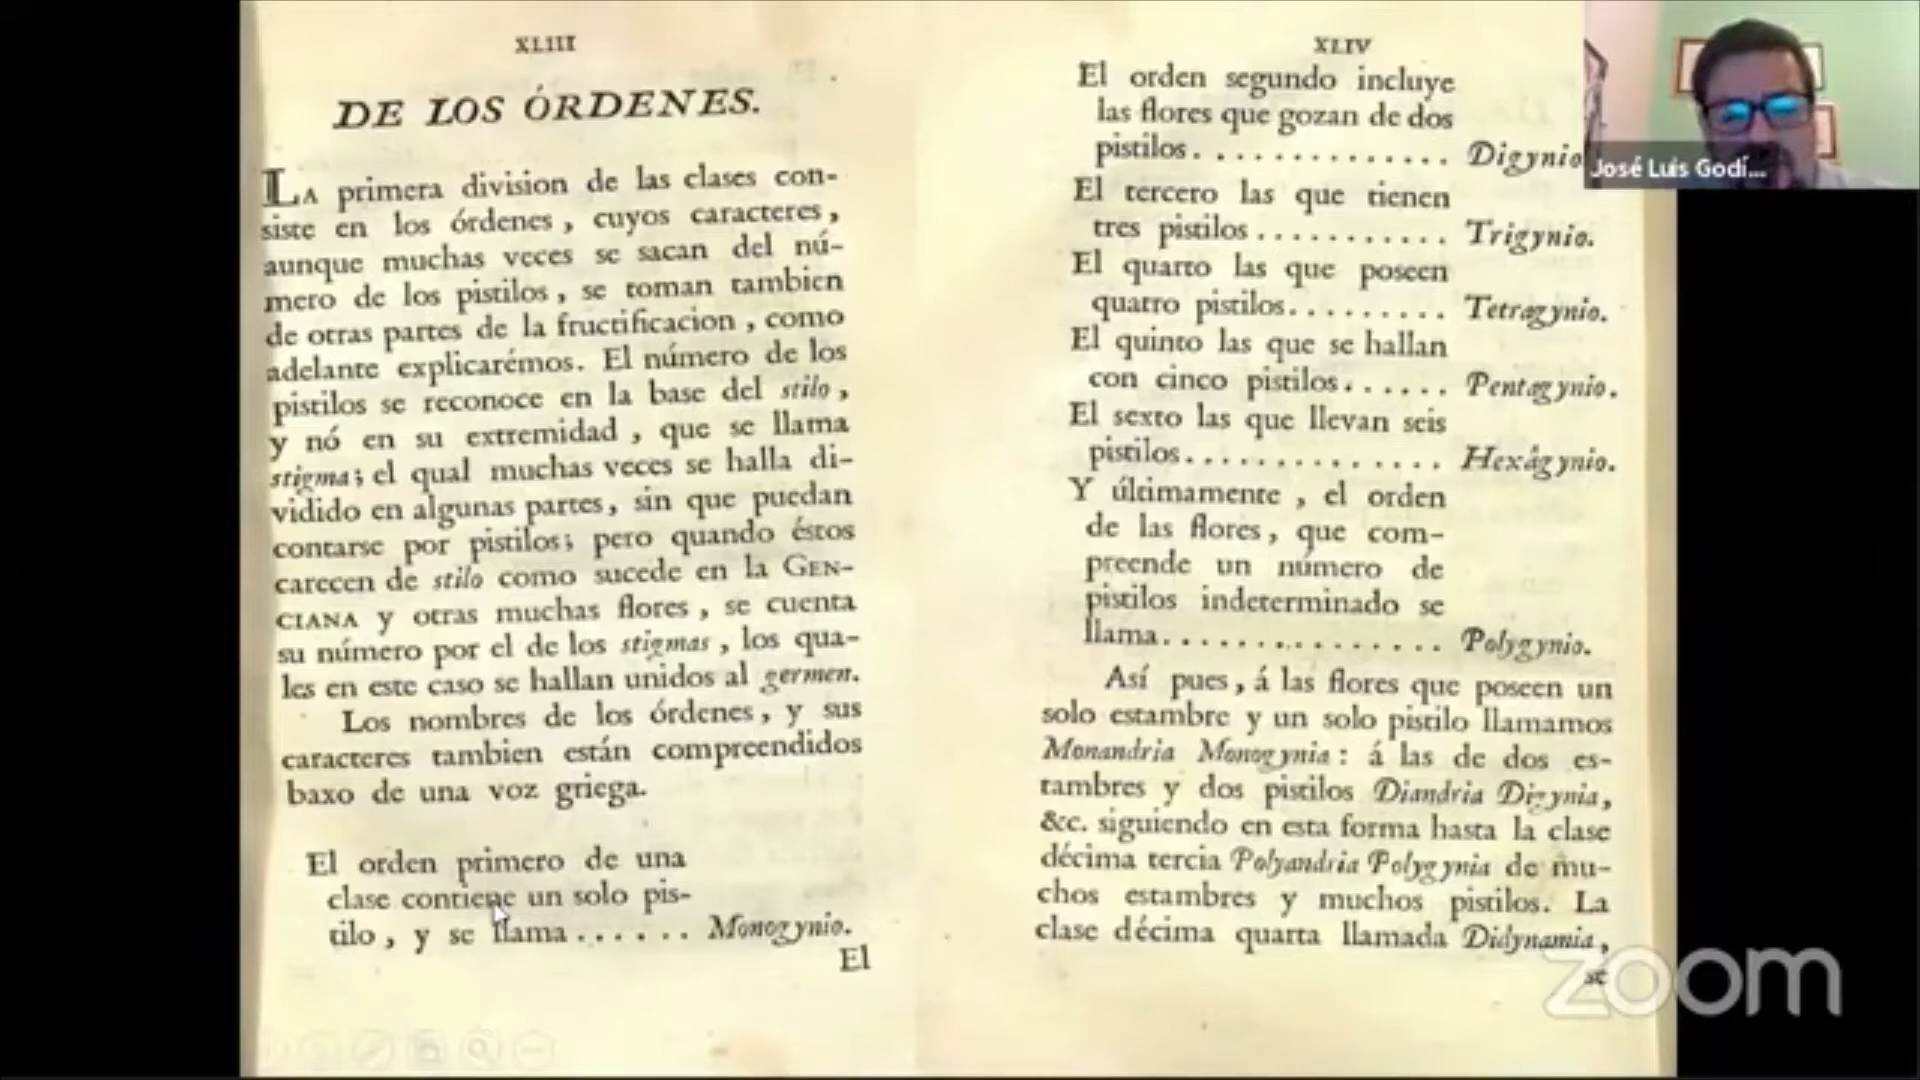 XLIII
DE LOS ÓRDENES.
LA primera division de las clases con-
siste en los órdenes, cuyos caracteres,
aunque muchas veces se sacan del nú-
mero de los pistilos, se toman tambien
de otras partes de la fructificacion, como
adelante explicarémos. El número de los
pistilos se reconoce en la base del stilo,
y nó en su extremidad, que se llama
stigma; el qual muchas veces se halla di-
vidido en algunas partes, sin que puedan
contarse por pistilos; pero quando éstos
carecen de stilo como sucede en la GEN-
CIANA y otras muchas flores, se cuenta
su número por el de los stigmas, los qua-
les en este caso se hallan unidos al germen.
Los nombres de los órdenes, y sus
caracteres tambien están compreendidos
baxo de una voz griega.
El orden primero de una
clase contiene un solo pis-
tilo, y se llama...... Monogynio.
El
XLIV
El orden segundo incluye
las flores que gozan de dos
pistilos.............. Digynio
El tercero las que tienen
tres pistilos........... Trigynio.
El quarto las que poseen
quatro pistilos......... Tetragynio.
El quinto las que se hallan
con cinco pistilos...... Pentagynio.
El sexto las que llevan seis
pistilos.............. Hexágynio.
Y últimamente, el orden
de las flores, que com-
preende un número de
pistilos indeterminado se
llama............... Polygynio.
Así pues, á las flores que poseen un
solo estambre y un solo pistilo llamamos
Monandria Monogynia: á las de dos es-
tambres y dos pistilos Diandria Digynia,
&c. siguiendo en esta forma hasta la clase
décima tercia Polyandria Polygynia de mu-
chos estambres y muchos pistilos. La
clase décima quarta llamada Didynamia,
se
José Luis Godí...
zoom